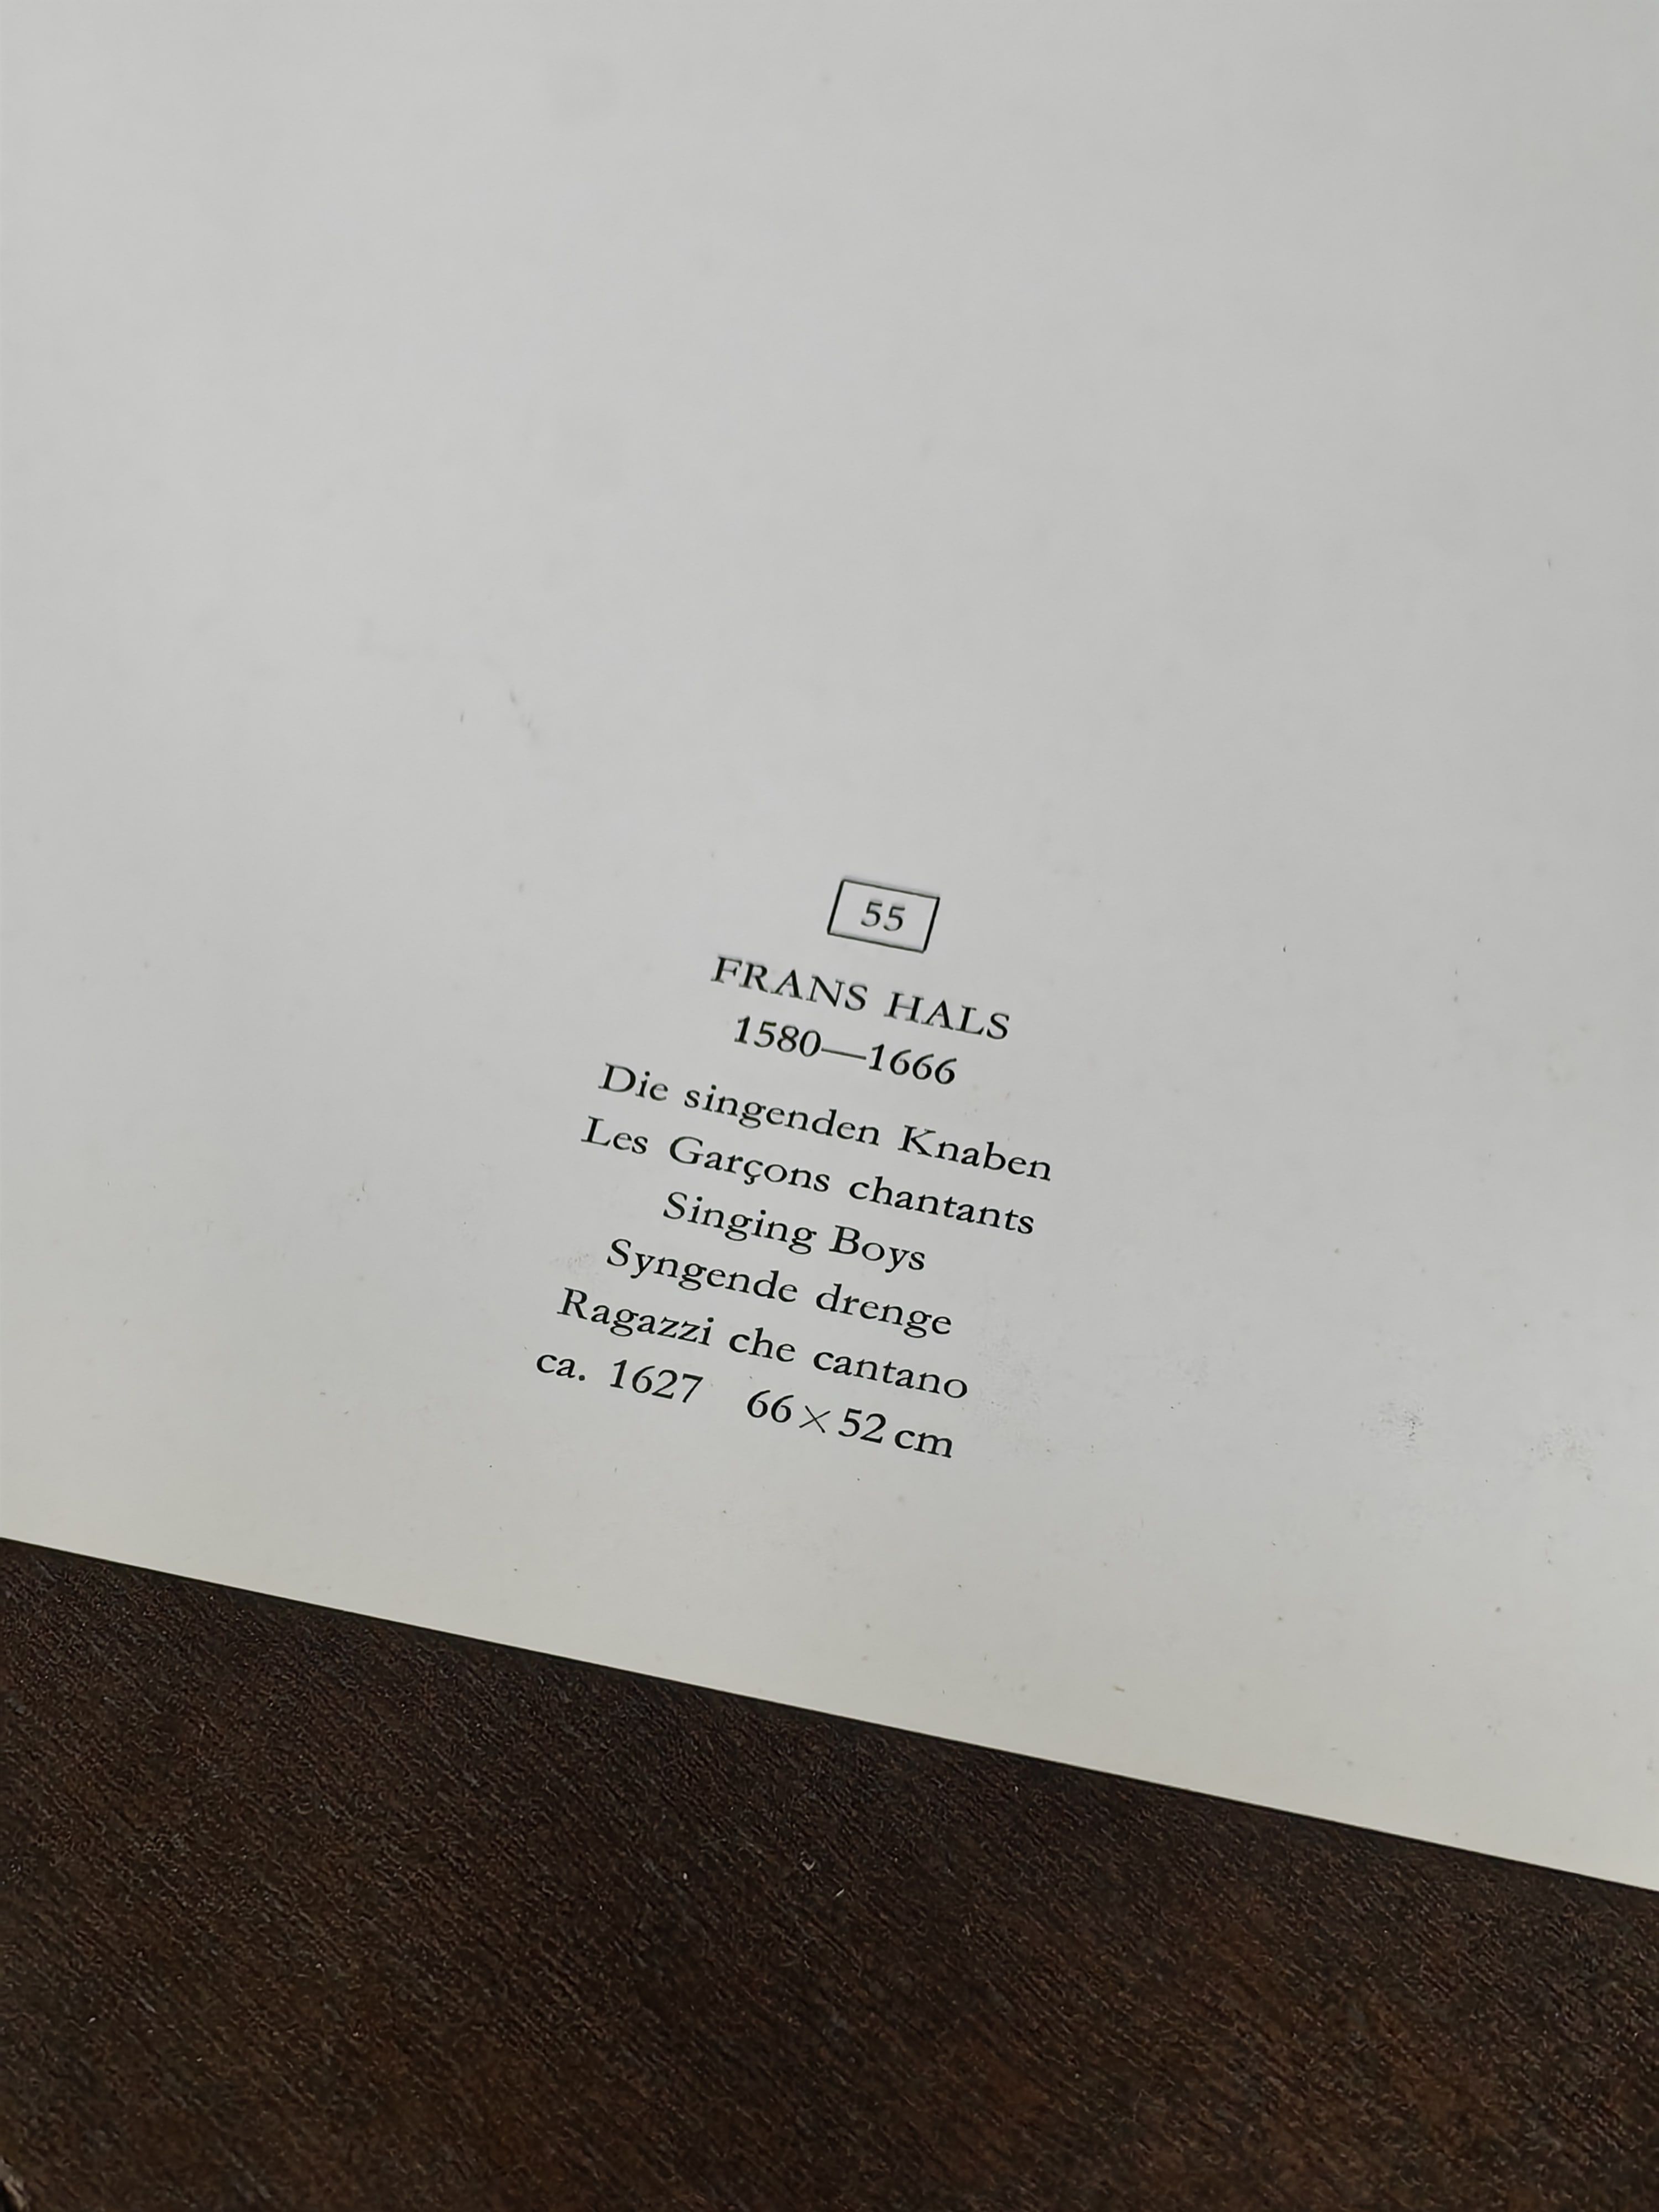 55
FRANS HALS
1580—1666
Die singenden Knaben
Les Garçons chantants
Singing Boys
Syngende drenge
Ragazzi che cantano
ca. 1627 66×52 cm